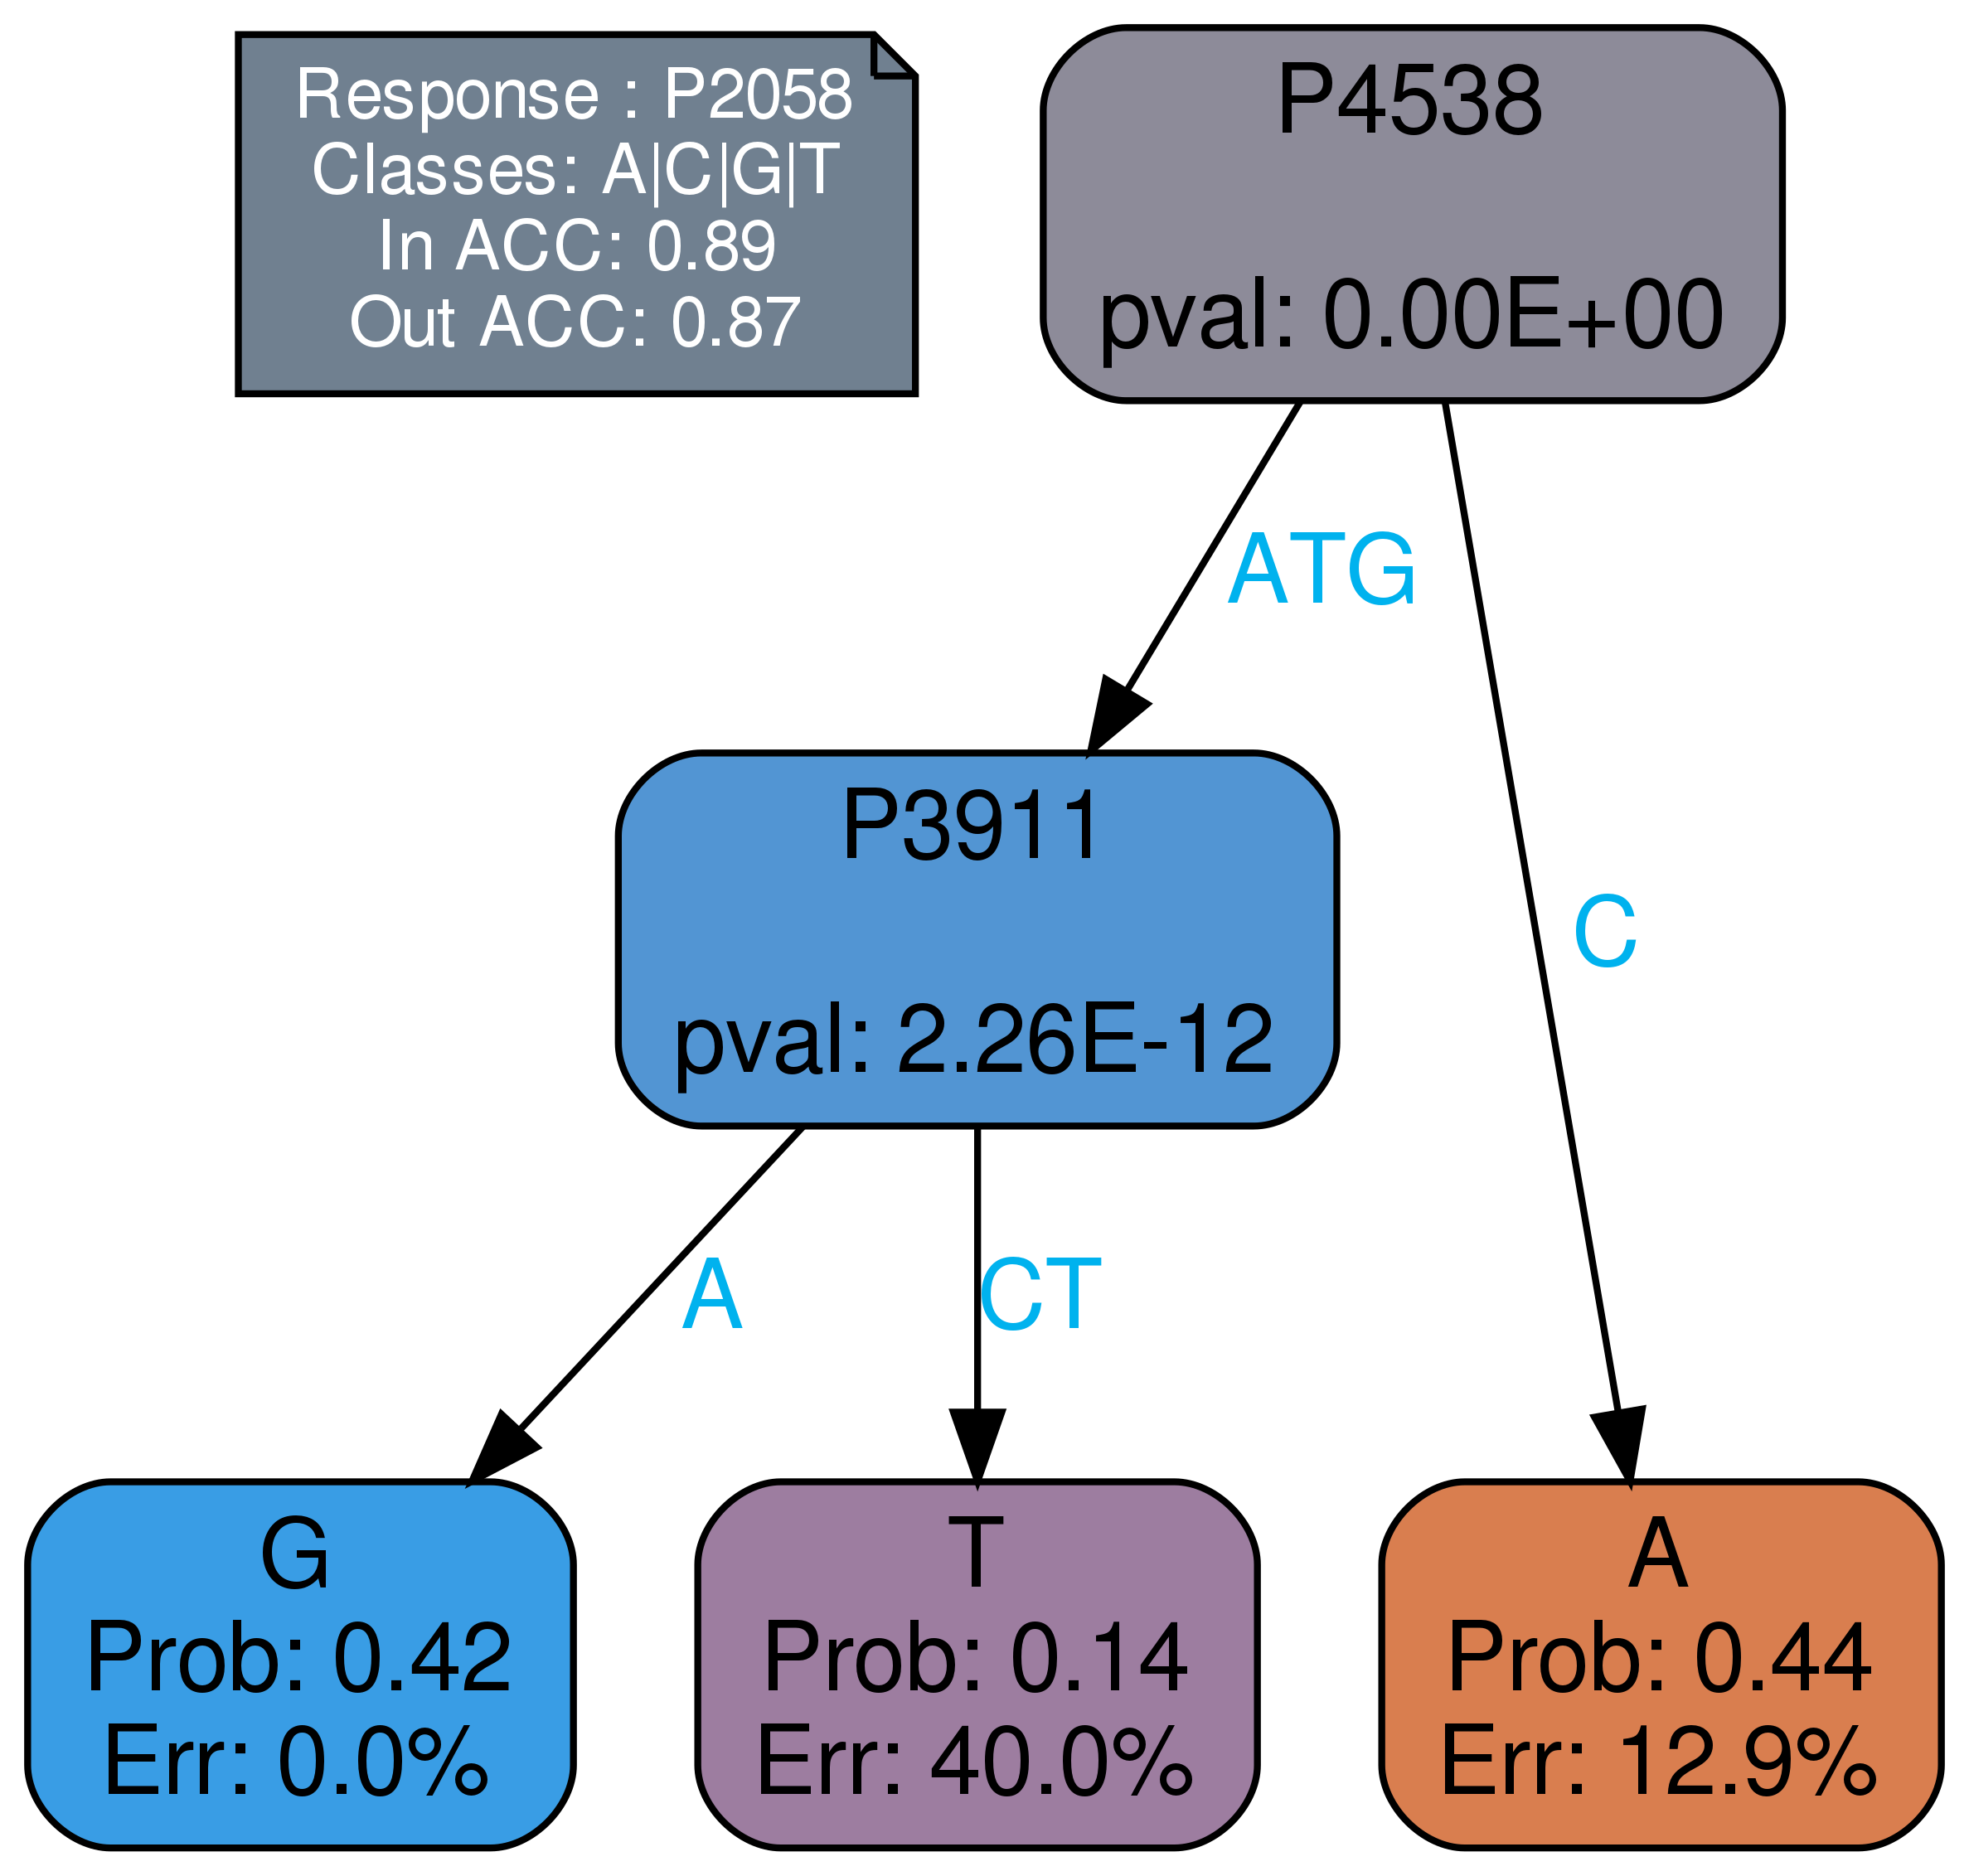 Response : P2058
Classes: A|C|G|T
In ACC: 0.89
Out ACC: 0.87
P4538
pval: 0.00E+00
ATG
C
P3911
pval: 2.26E-12
A
CT
G
Prob: 0.42
Err: 0.0%
T
Prob: 0.14
Err: 40.0%
A
Prob: 0.44
Err: 12.9%